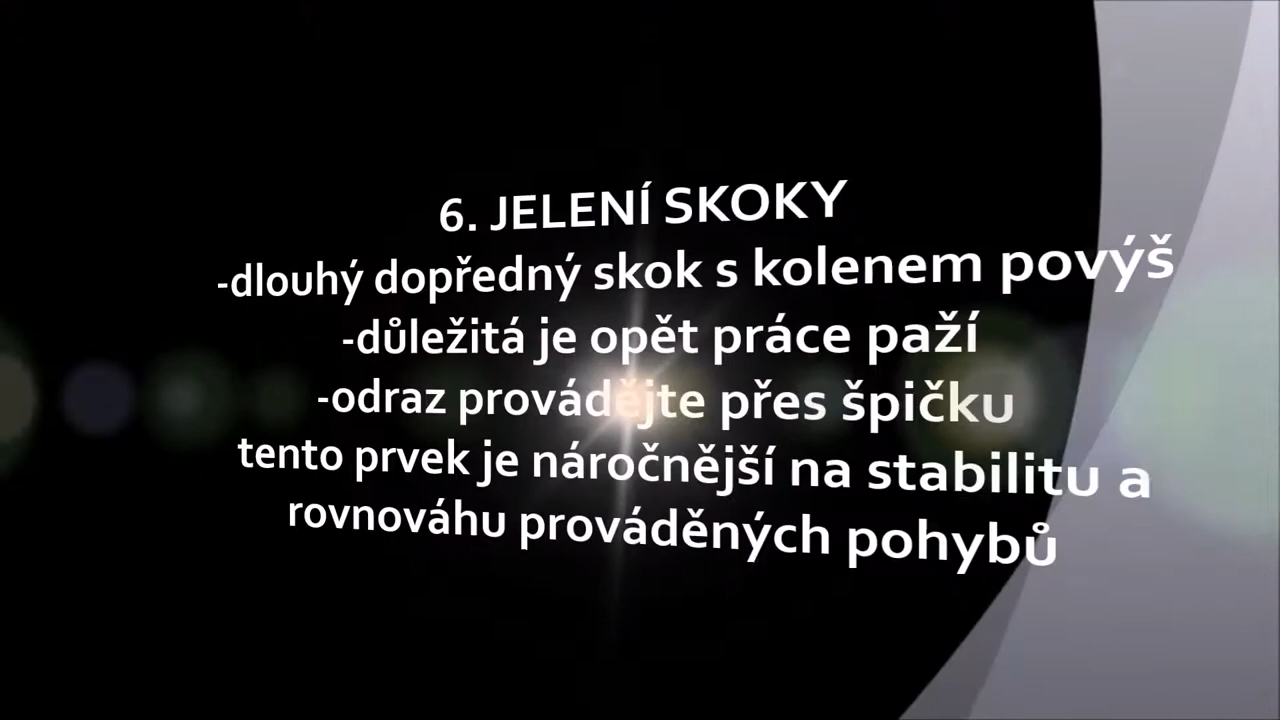 6. JELENÍ SKOKY
-dlouhý dopředný skok s kolenem povýš
-důležitá je opět práce paží
-odraz provádějte přes špičku
tento prvek je náročnější na stabilitu a
rovnováhu prováděných pohybů